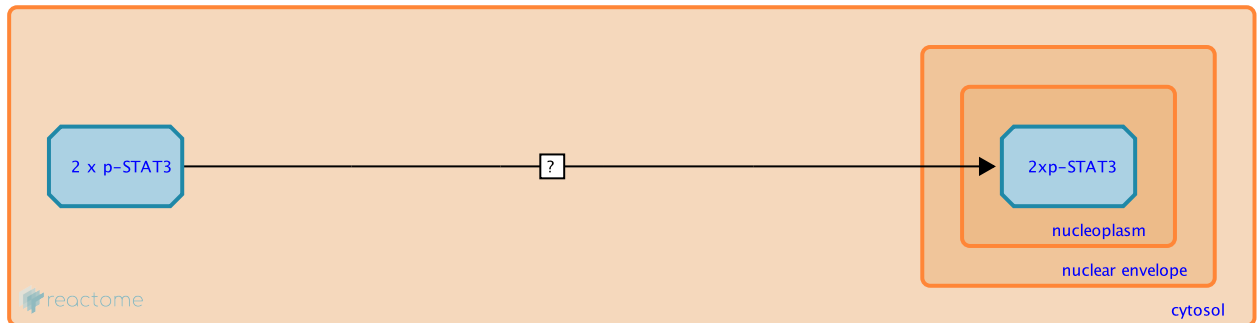 2 x p-STAT3
?
2xp-STAT3
nucleoplasm
nuclear envelope
reactome
cytosol